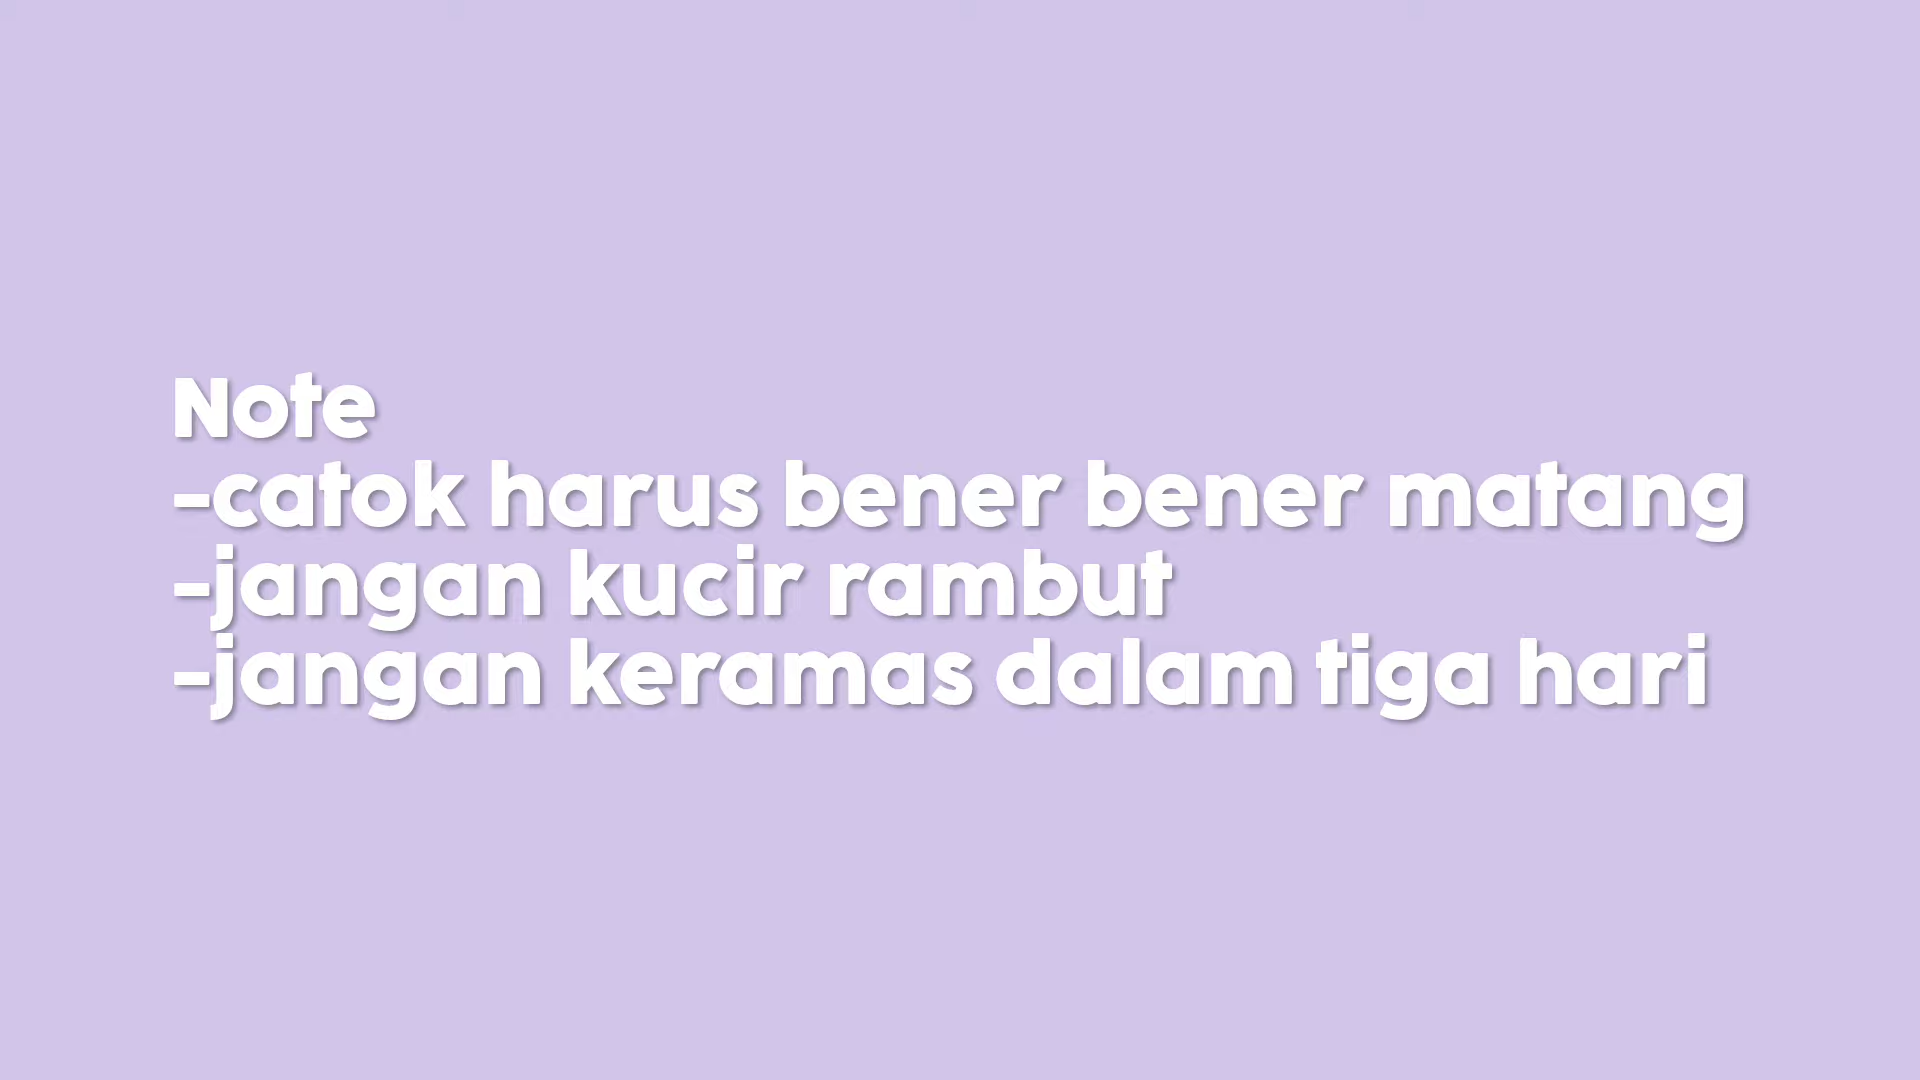 Note
-catok harus bener bener matang
-jangan kucir rambut
-jangan keramas dalam tiga hari